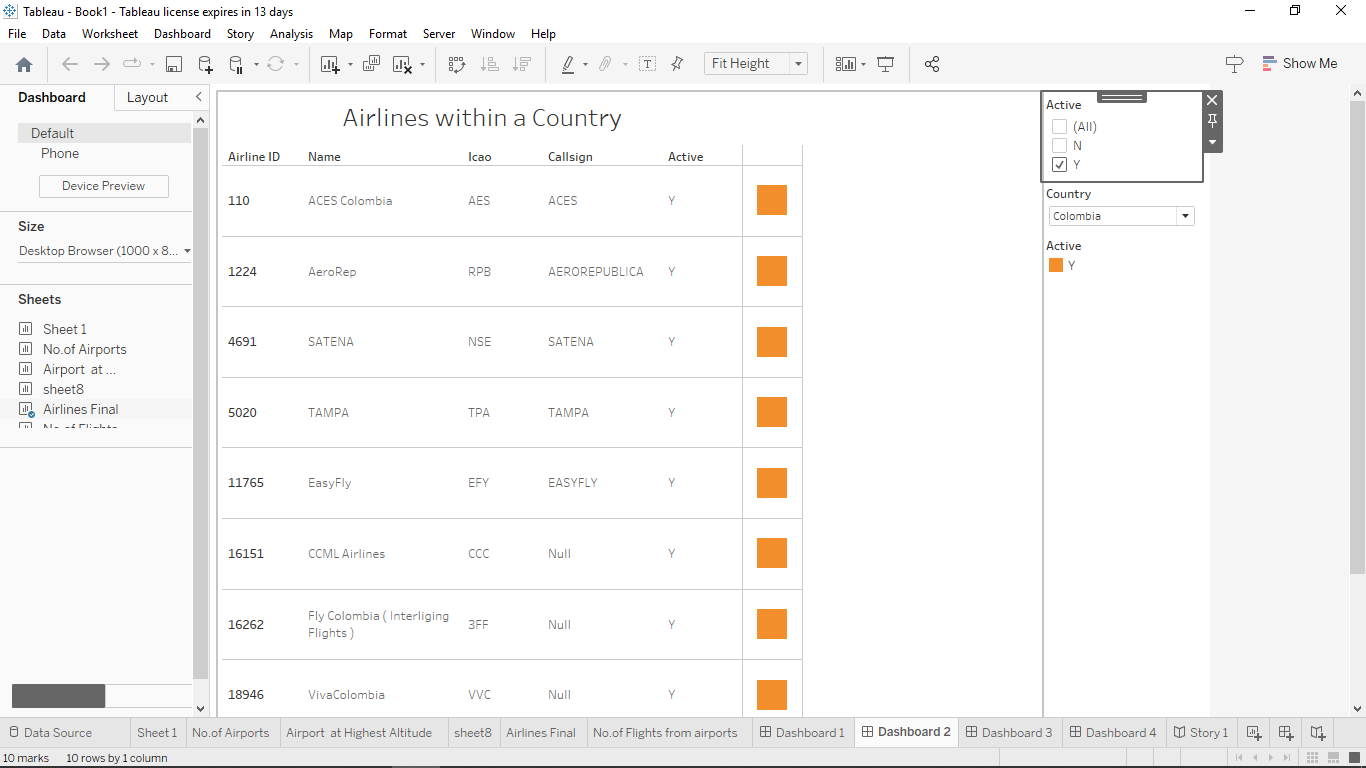 Tableau - Book1 - Tableau license expires in 13 days
File Data Worksheet Dashboard Story Analysis Map Format Server Window Help
Fit Height
Show Me
Dashboard Layout
Default
Phone
Device Preview
Size
Desktop Browser (1000 x 8...
Sheets
Sheet 1
No.of Airports
Airport at ...
sheet8
Airlines Final
No.of Flights
Airlines within a Country
Airline ID Name Icao Callsign Active
110 ACES Colombia AES ACES Y
1224 AeroRep RPB AEROREPUBLICA Y
4691 SATENA NSE SATENA Y
5020 TAMPA TPA TAMPA Y
11765 EasyFly EFY EASYFLY Y
16151 CCML Airlines CCC Null Y
16262 Fly Colombia ( Interliging 3FF Null Y
Flights )
18946 VivaColombia VVC Null Y
Active
(All)
N
Y
Country
Colombia
Active
Y
Data Source Sheet 1 No.of Airports Airport at Highest Altitude sheet8 Airlines Final No.of Flights from airports Dashboard 1 Dashboard 2 Dashboard 3 Dashboard 4 Story 1
10 marks 10 rows by 1 column